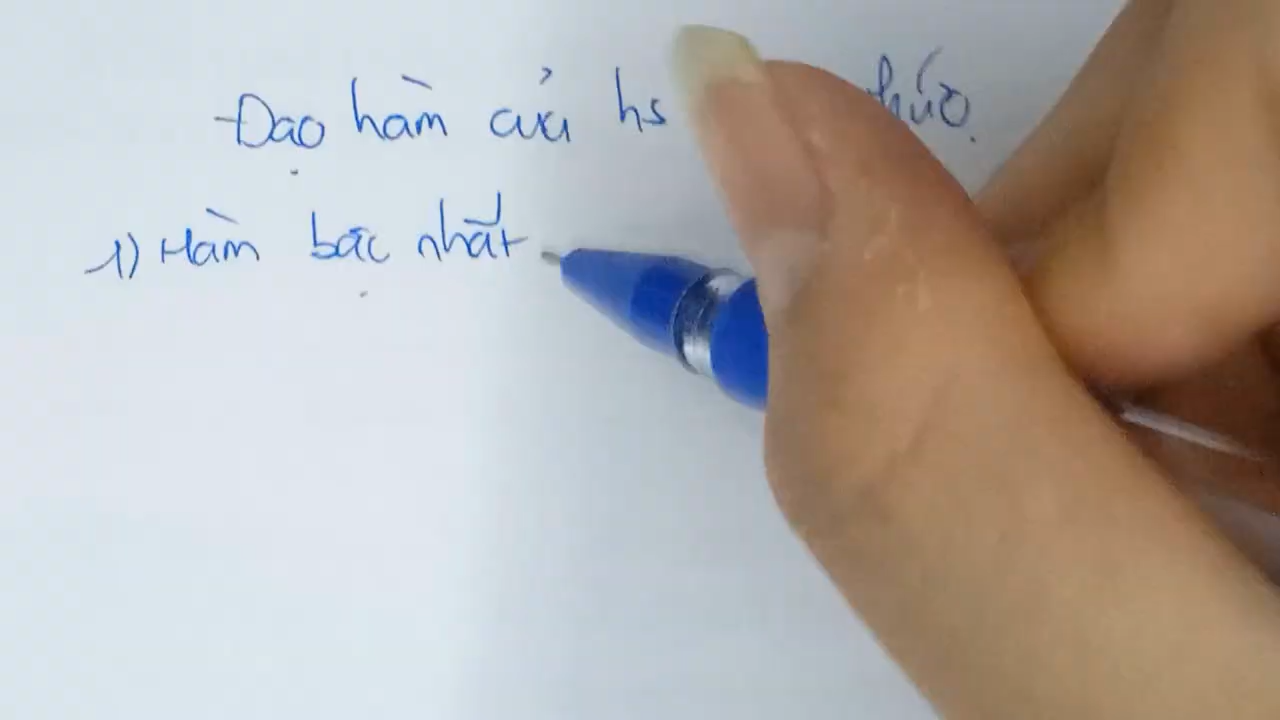 Đạo hàm của hs
1) Hàm bậc nhất